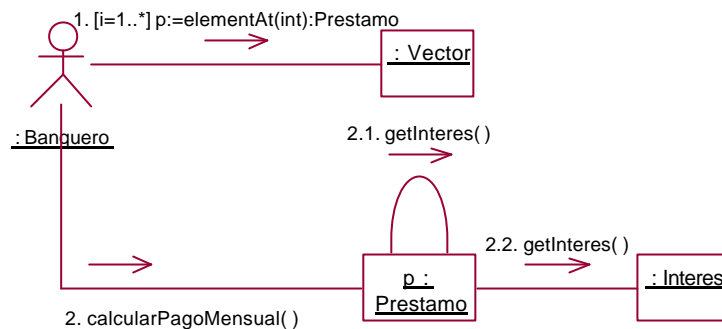 1. [i=1..*] p:=elementAt(int):Prestamo
: Vector
: Banquero
2.1. getInteres( )
2.2. getInteres( )
p :
Prestamo
: Interes
2. calcularPagoMensual( )